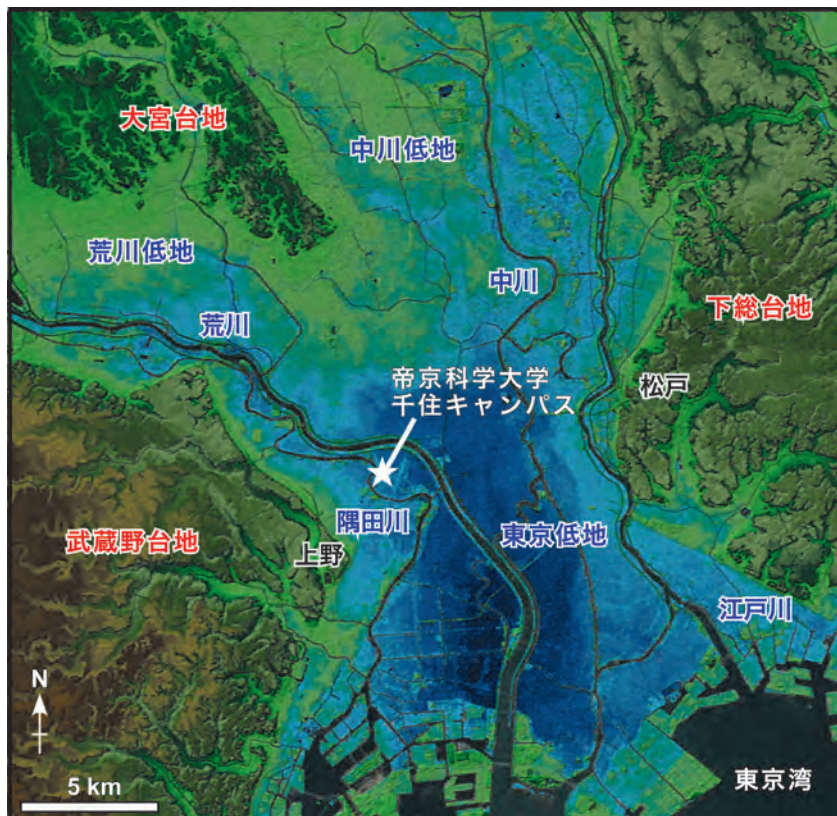 大宮台地
中川低地
荒川低地
中川
荒川
下総台地
帝京科学大学
千住キャンパス
松戸
隅田川
東京低地
武蔵野台地
上野
江戸川
N
5 km
東京湾